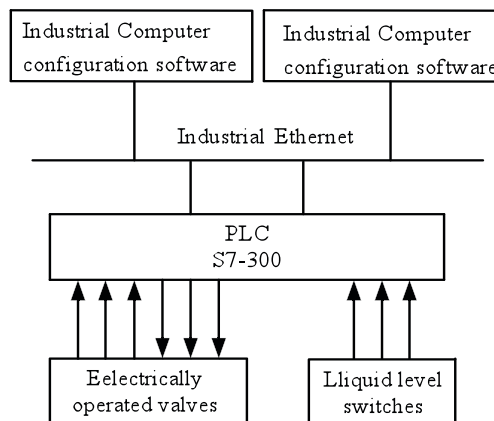 Industrial Computer
configuration software
Industrial Computer
configuration software
Industrial Ethernet
PLC
S7-300
Eelectrically
operated valves
Lliquid level
switches